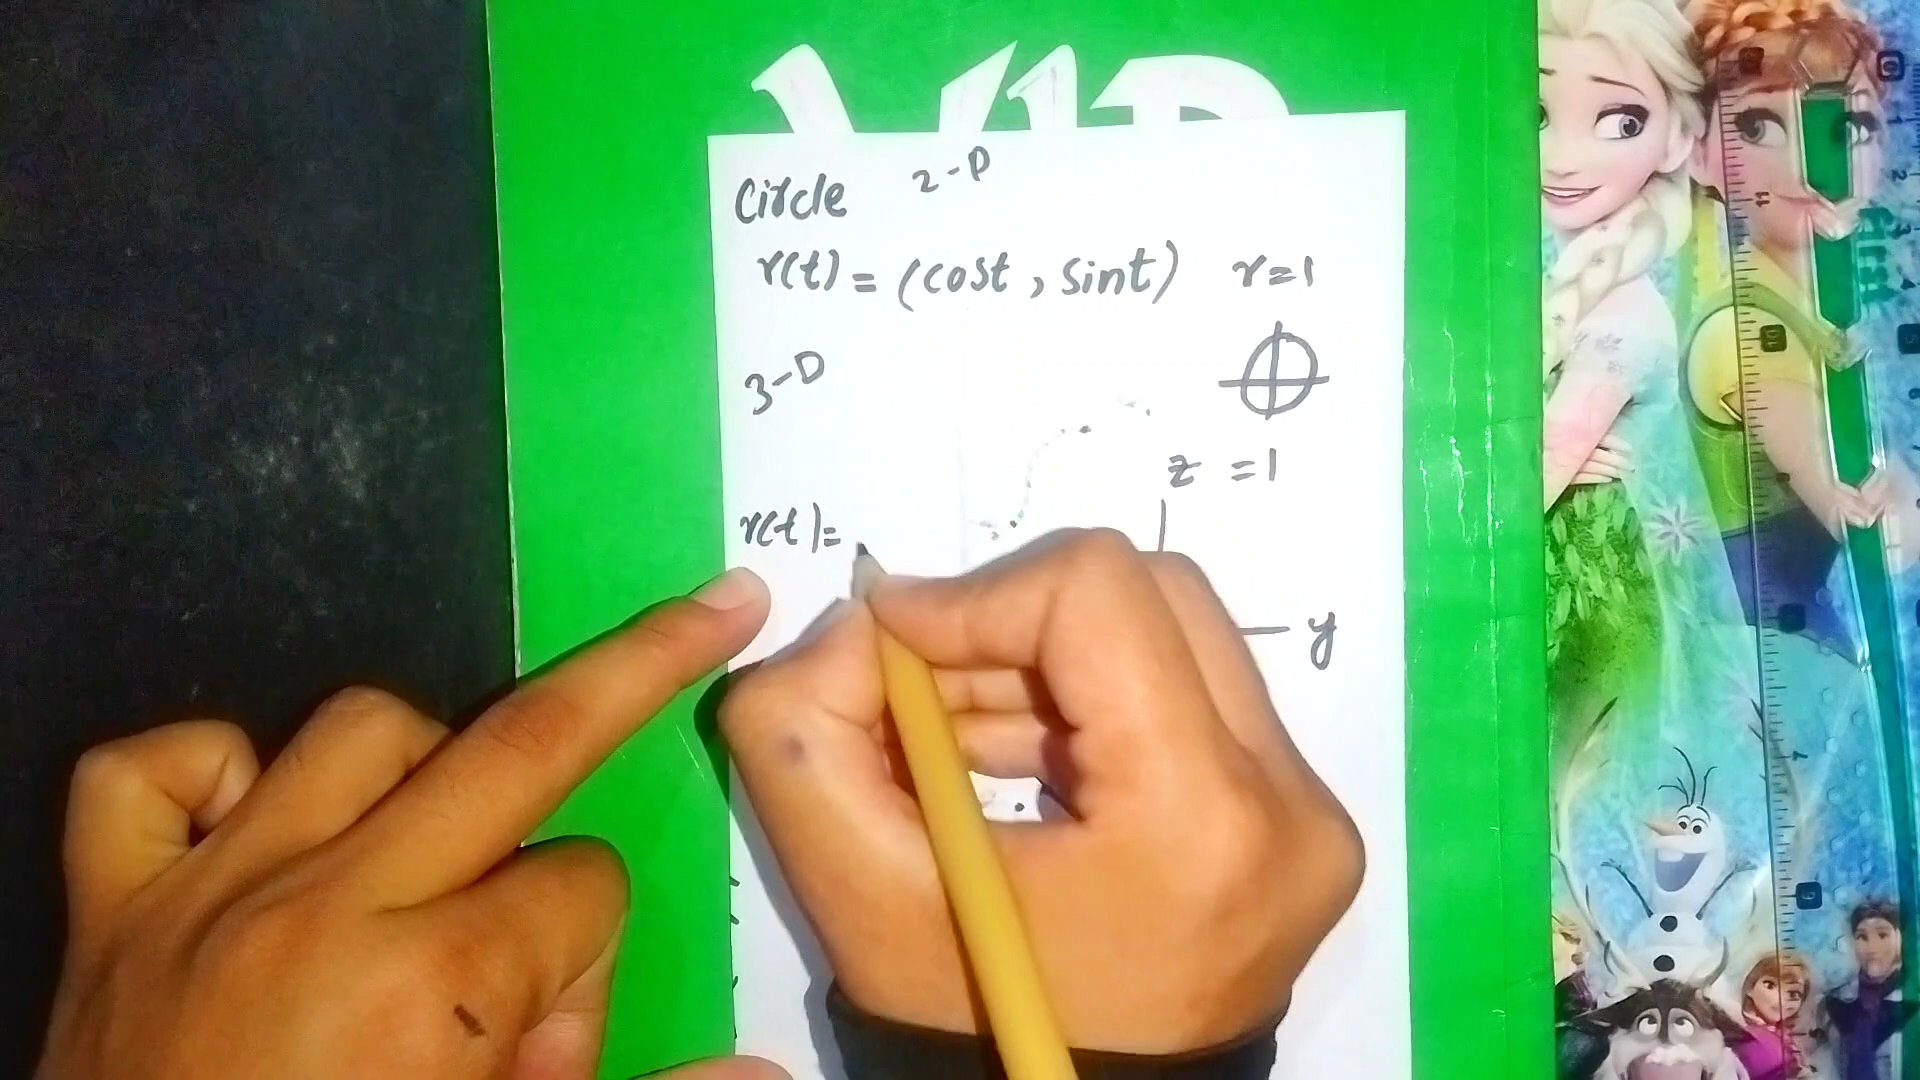 Circle 2-D
r(t) = (cost, sint) r=1
3-D
z =1
r(t)=
y